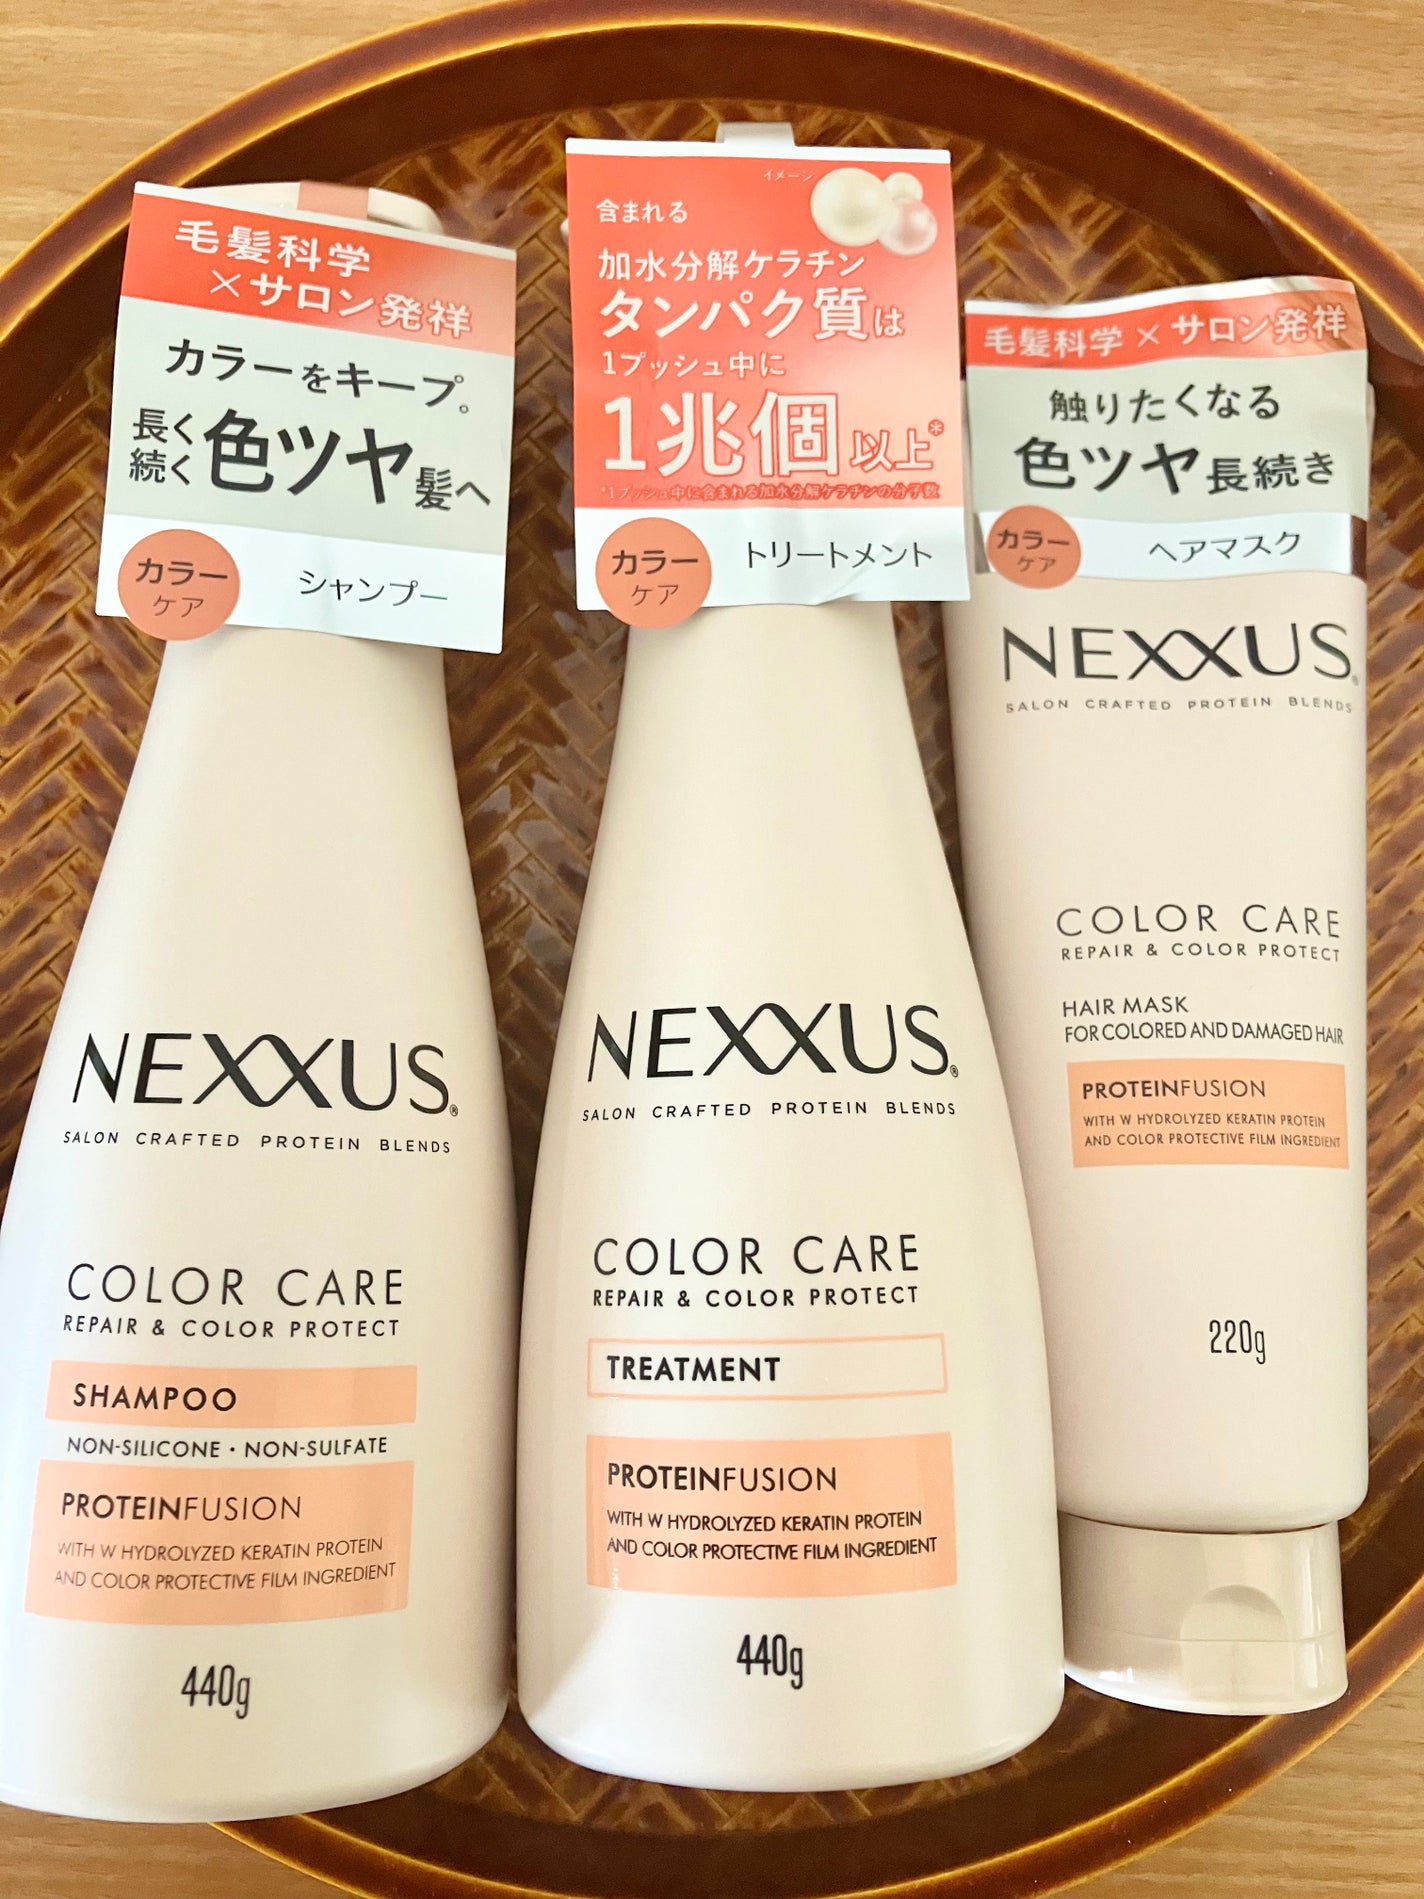 毛髪科学
×サロン発祥
カラーをキープ。
長く
続く
色ツヤ髪へ
カラー
ケア
シャンプー
NEXXUS®
SALON CRAFTED PROTEIN BLENDS
COLOR CARE
REPAIR & COLOR PROTECT
SHAMPOO
NON-SILICONE・NON-SULFATE
PROTEINFUSION
WITH W HYDROLYZED KERATIN PROTEIN
AND COLOR PROTECTIVE FILM INGREDIENT
440g
イメージ
含まれる
加水分解ケラチン
タンパク質は
1プッシュ中に
1兆個以上*
*1プッシュ中に含まれる加水分解ケラチンの分子数
カラー
ケア
トリートメント
NEXXUS®
SALON CRAFTED PROTEIN BLENDS
COLOR CARE
REPAIR & COLOR PROTECT
TREATMENT
PROTEINFUSION
WITH W HYDROLYZED KERATIN PROTEIN
AND COLOR PROTECTIVE FILM INGREDIENT
440g
毛髪科学×サロン発祥
触りたくなる
色ツヤ長続き
カラー
ケア
ヘアマスク
NEXXUS®
SALON CRAFTED PROTEIN BLENDS
COLOR CARE
REPAIR & COLOR PROTECT
HAIR MASK
FOR COLORED AND DAMAGED HAIR
PROTEINFUSION
WITH W HYDROLYZED KERATIN PROTEIN
AND COLOR PROTECTIVE FILM INGREDIENT
220g